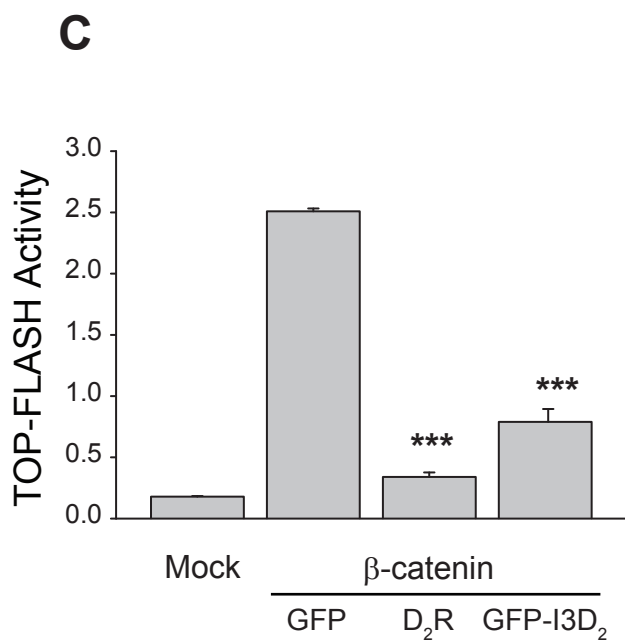 C
TOP-FLASH Activity
3.0
2.5
2.0
1.5
1.0
0.5
0.0
***
***
Mock
β-catenin
GFP
D₂R
GFP-I3D₂